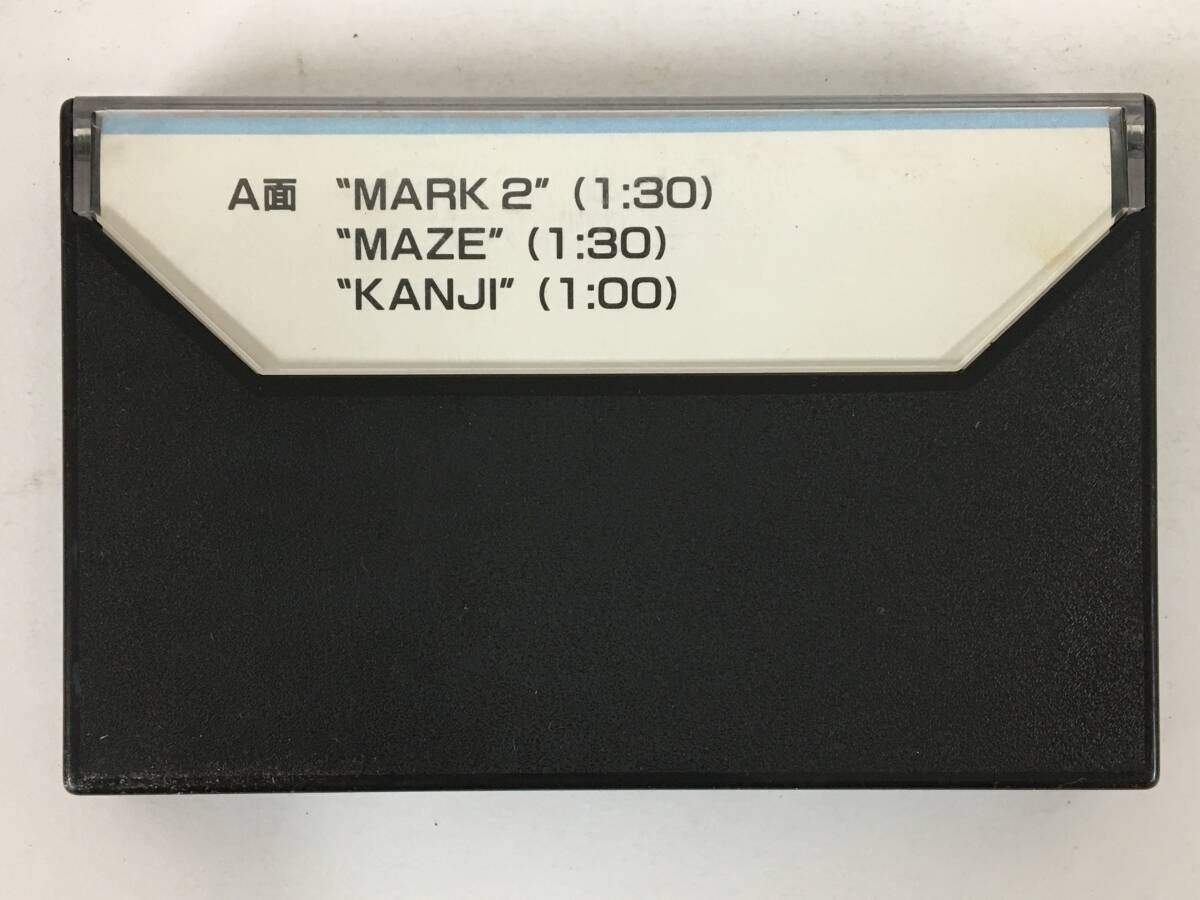 A面 “MARK 2” (1:30)
“MAZE” (1:30)
“KANJI” (1:00)